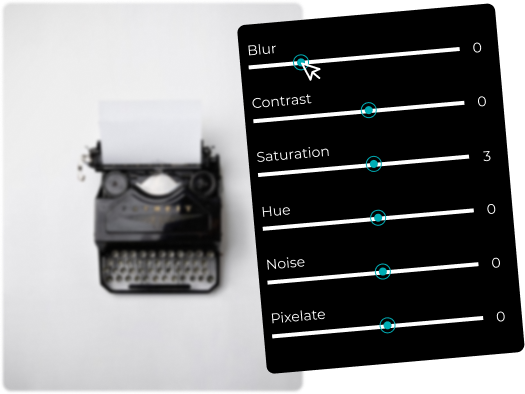 Blur 0
Contrast 0
Saturation 3
Hue 0
Noise 0
Pixelate 0